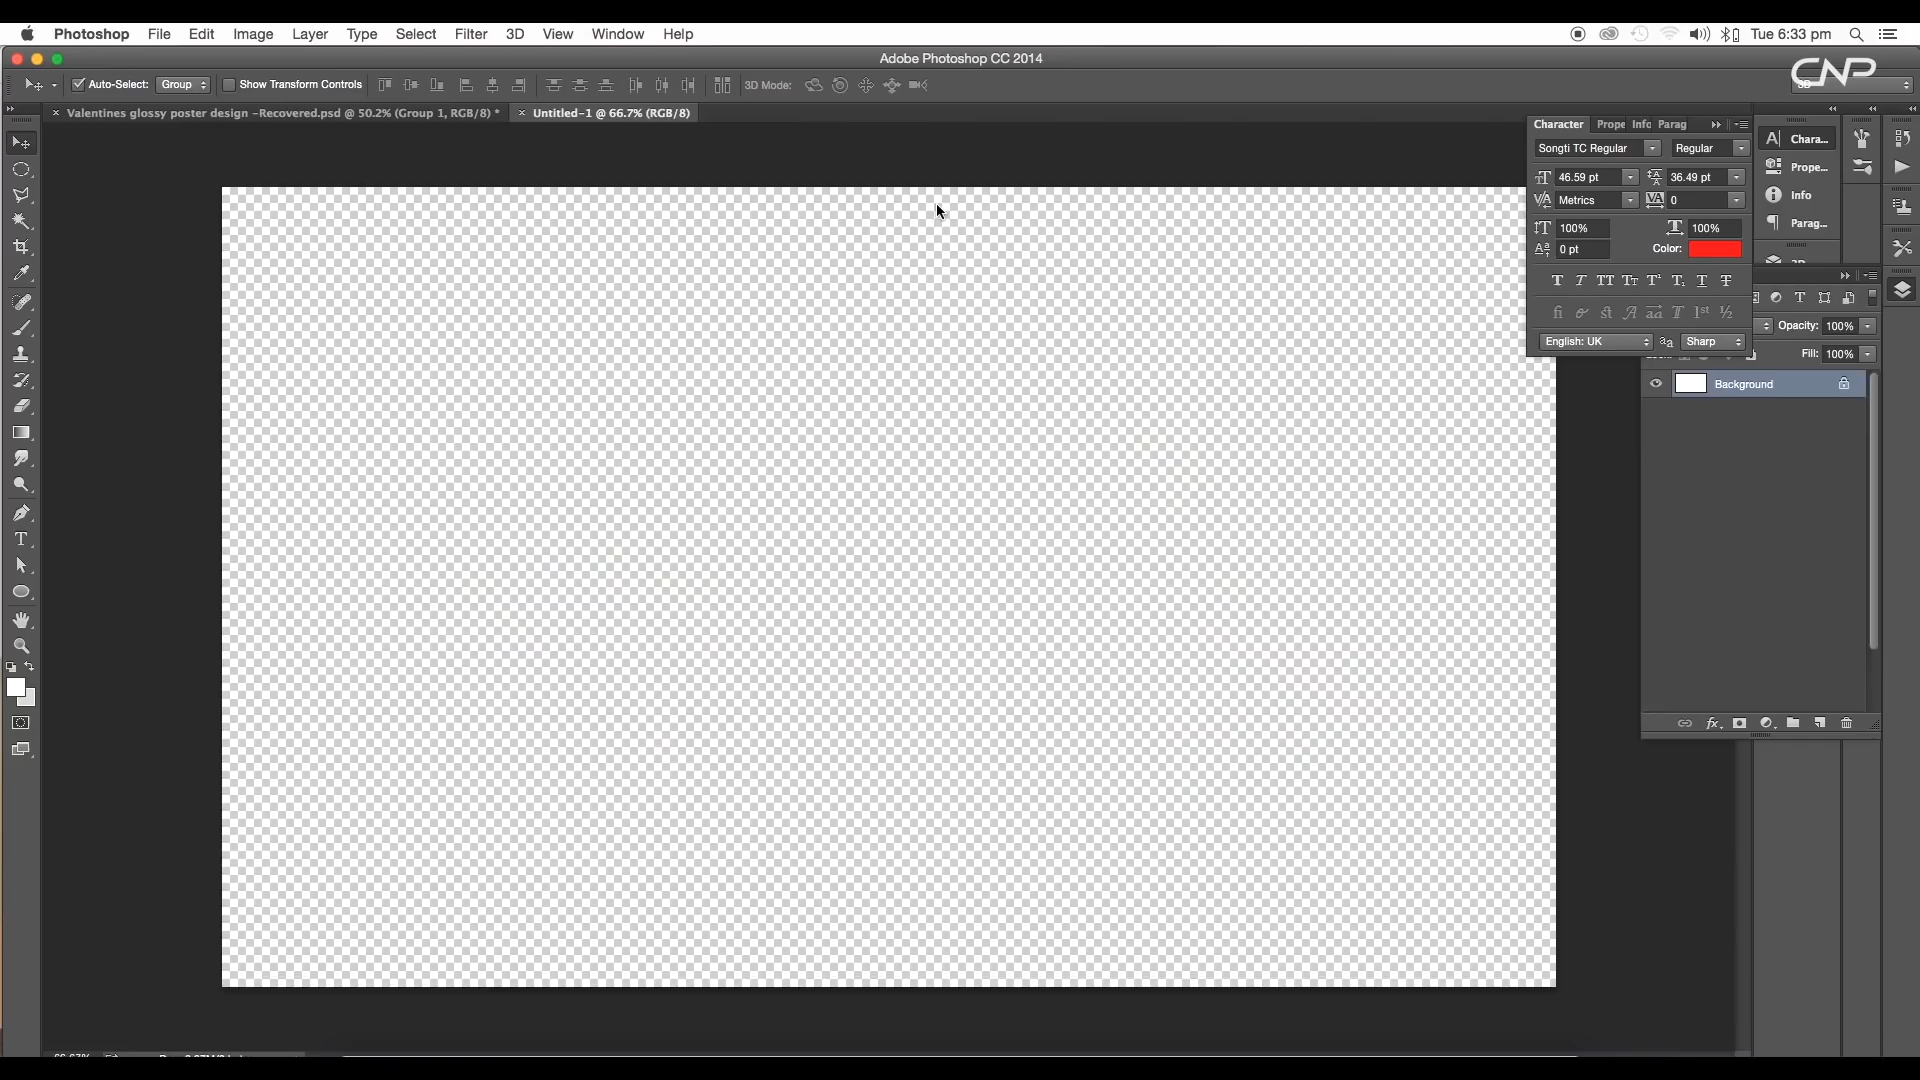 Photoshop File Edit Image Layer Type Select Filter 3D View Window Help Tue 6:33 pm
Adobe Photoshop CC 2014
Auto-Select: Group Show Transform Controls 3D Mode:
CNP
Valentines glossy poster design -Recovered.psd @ 50.2% (Group 1, RGB/8) * Untitled-1 @ 66.7% (RGB/8)
Character Prope Info Parag
Songti TC Regular Regular
46.59 pt 36.49 pt
Metrics 0
100% 100%
0 pt Color:
English: UK Sharp
Chara...
Prope...
Info
Parag...
Opacity: 100%
Fill: 100%
Background